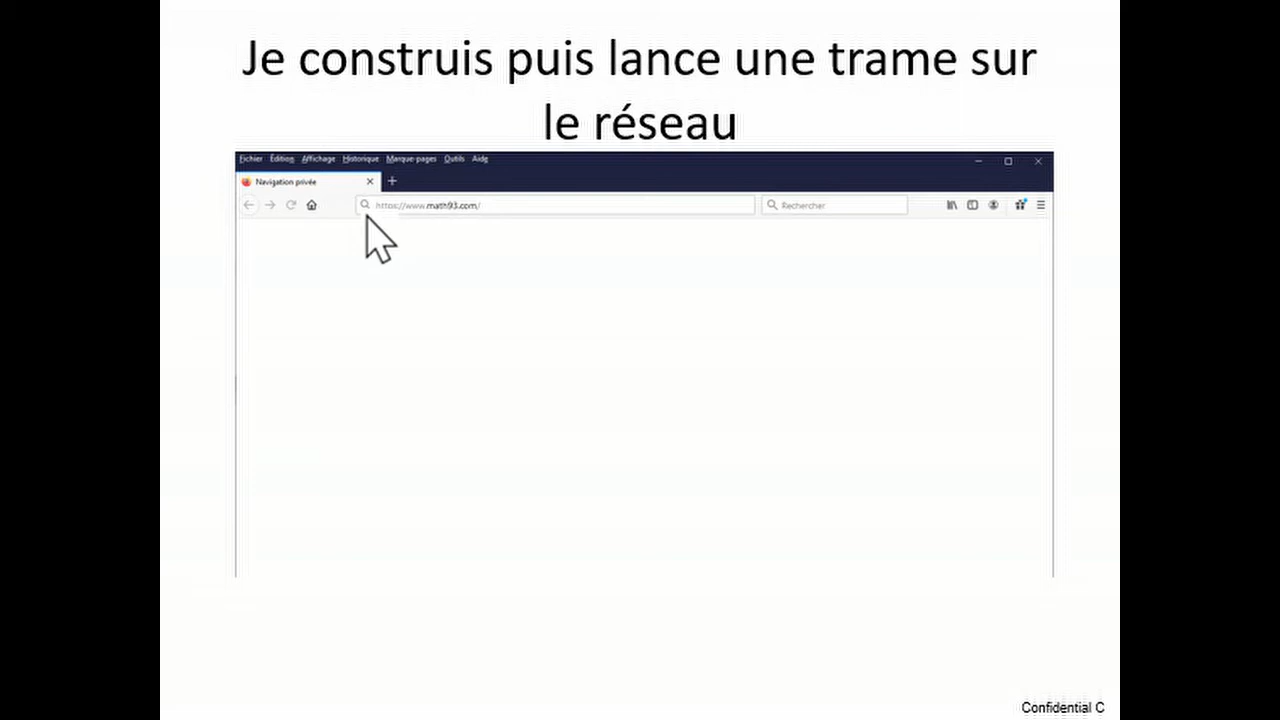 Je construis puis lance une trame sur
le réseau
Fichier Édition Affichage Historique Marque-pages Outils Aide
Navigation privée
https://www.math93.com/ Rechercher
Confidential C